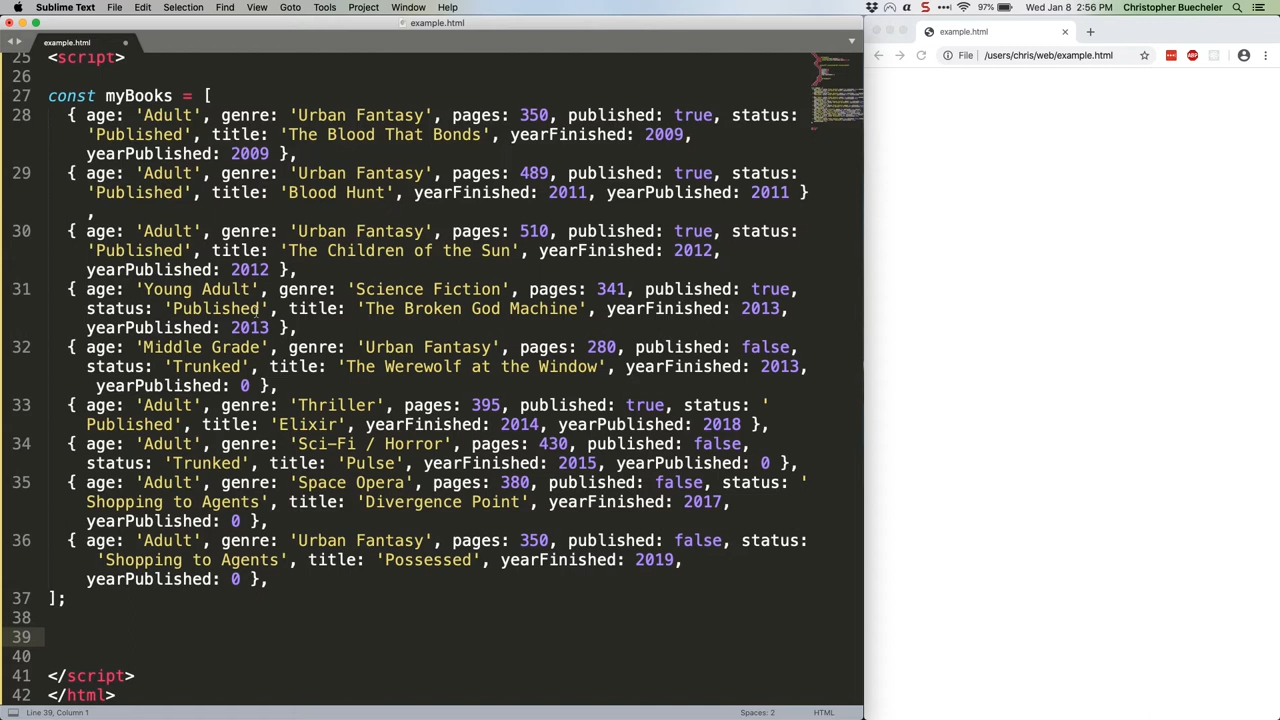 Sublime Text File Edit Selection Find View Goto Tools Project Window Help 97% Wed Jan 8 2:56 PM Christopher Buecheler
example.html
example.html
example.html
File /users/chris/web/example.html
ABP
25 <script>
26
27 const myBooks = [
28 { age: 'Adult', genre: 'Urban Fantasy', pages: 350, published: true, status:
'Published', title: 'The Blood That Bonds', yearFinished: 2009,
yearPublished: 2009 },
29 { age: 'Adult', genre: 'Urban Fantasy', pages: 489, published: true, status:
'Published', title: 'Blood Hunt', yearFinished: 2011, yearPublished: 2011 }
,
30 { age: 'Adult', genre: 'Urban Fantasy', pages: 510, published: true, status:
'Published', title: 'The Children of the Sun', yearFinished: 2012,
yearPublished: 2012 },
31 { age: 'Young Adult', genre: 'Science Fiction', pages: 341, published: true,
status: 'Published', title: 'The Broken God Machine', yearFinished: 2013,
yearPublished: 2013 },
32 { age: 'Middle Grade', genre: 'Urban Fantasy', pages: 280, published: false,
status: 'Trunked', title: 'The Werewolf at the Window', yearFinished: 2013,
yearPublished: 0 },
33 { age: 'Adult', genre: 'Thriller', pages: 395, published: true, status: '
Published', title: 'Elixir', yearFinished: 2014, yearPublished: 2018 },
34 { age: 'Adult', genre: 'Sci-Fi / Horror', pages: 430, published: false,
status: 'Trunked', title: 'Pulse', yearFinished: 2015, yearPublished: 0 },
35 { age: 'Adult', genre: 'Space Opera', pages: 380, published: false, status: '
Shopping to Agents', title: 'Divergence Point', yearFinished: 2017,
yearPublished: 0 },
36 { age: 'Adult', genre: 'Urban Fantasy', pages: 350, published: false, status:
'Shopping to Agents', title: 'Possessed', yearFinished: 2019,
yearPublished: 0 },
37 ];
38
39
40
41 </script>
42 </html>
Line 39, Column 1 Spaces: 2 HTML